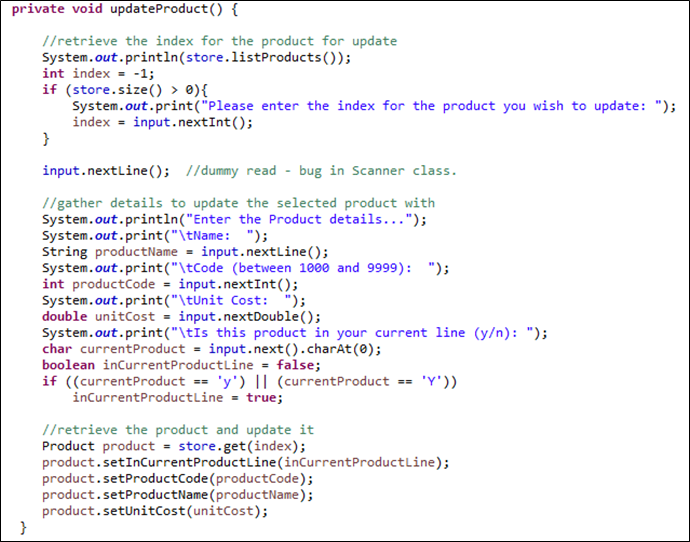 private void updateProduct() {
//retrieve the index for the product for update
System.out.println(store.listProducts());
int index = -1;
if (store.size() > 0){
System.out.print("Please enter the index for the product you wish to update: ");
index = input.nextInt();
}
input.nextLine();  //dummy read - bug in Scanner class.
//gather details to update the selected product with
System.out.println("Enter the Product details...");
System.out.print("\tName:  ");
String productName = input.nextLine();
System.out.print("\tCode (between 1000 and 9999):  ");
int productCode = input.nextInt();
System.out.print("\tUnit Cost:  ");
double unitCost = input.nextDouble();
System.out.print("\tIs this product in your current line (y/n): ");
char currentProduct = input.next().charAt(0);
boolean inCurrentProductLine = false;
if ((currentProduct == 'y') || (currentProduct == 'Y'))
inCurrentProductLine = true;
//retrieve the product and update it
Product product = store.get(index);
product.setInCurrentProductLine(inCurrentProductLine);
product.setProductCode(productCode);
product.setProductName(productName);
product.setUnitCost(unitCost);
}